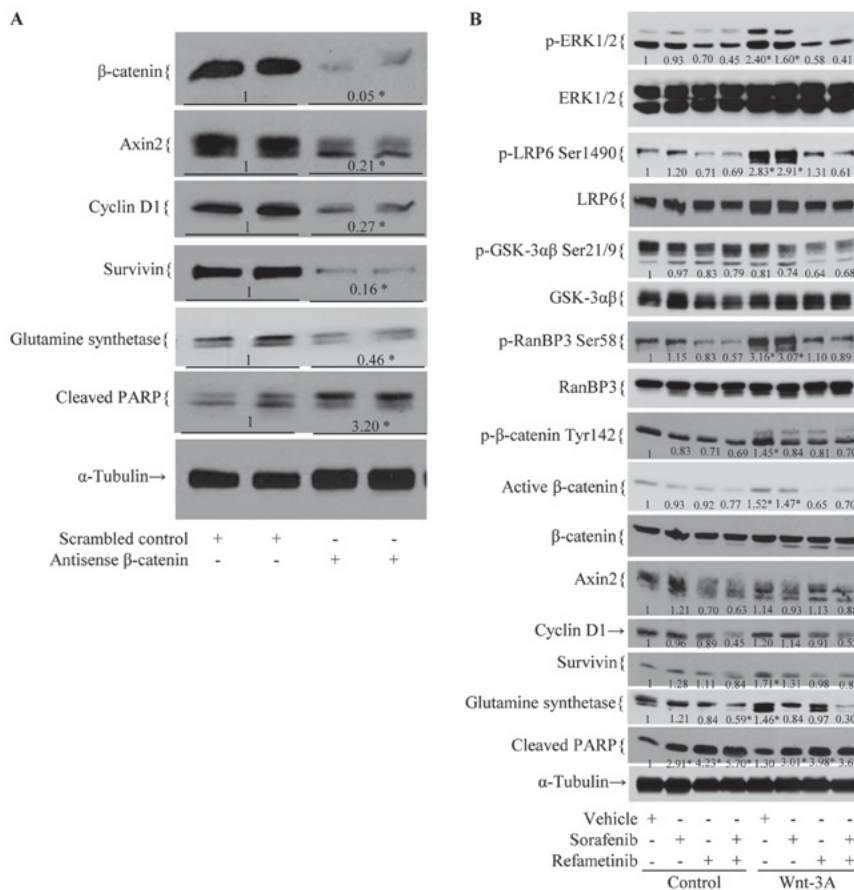 A
β-catenin{
1 0.05 *
Axin2{
1 0.21 *
Cyclin D1{
1 0.27 *
Survivin{
1 0.16 *
Glutamine synthetase{
1 0.46 *
Cleaved PARP{
1 3.20 *
α-Tubulin→
Scrambled control + + - -
Antisense β-catenin - - + +
B
p-ERK1/2{
1 0.93 0.70 0.45 2.40* 1.60* 0.58 0.41
ERK1/2{
p-LRP6 Ser1490{
1 1.20 0.71 0.69 2.83* 2.91* 1.31 0.61
LRP6{
p-GSK-3αβ Ser21/9{
1 0.97 0.83 0.79 0.81 0.74 0.64 0.68
GSK-3αβ{
p-RanBP3 Ser58{
1 1.15 0.83 0.57 3.16* 3.07* 1.10 0.89
RanBP3{
p-β-catenin Tyr142{
1 0.83 0.71 0.69 1.45* 0.84 0.81 0.70
Active β-catenin{
1 0.93 0.92 0.77 1.52* 1.47* 0.65 0.70
β-catenin{
Axin2{
1 1.21 0.70 0.63 1.14 0.93 1.13
Cyclin D1→
1 0.96 0.89 0.45 1.20 1.14 0.91
Survivin{
1 1.28 1.11 0.84 1.71* 1.31 0.98
Glutamine synthetase{
1 1.21 0.84 0.59* 1.46* 0.84 0.97 0.30
Cleaved PARP{
1 2.91* 4.23* 5.70* 1.30 3.01* 3.98*
α-Tubulin→
Vehicle + - - - + - - -
Sorafenib - + - + - + - +
Refametinib - - + + - - + +
Control Wnt-3A